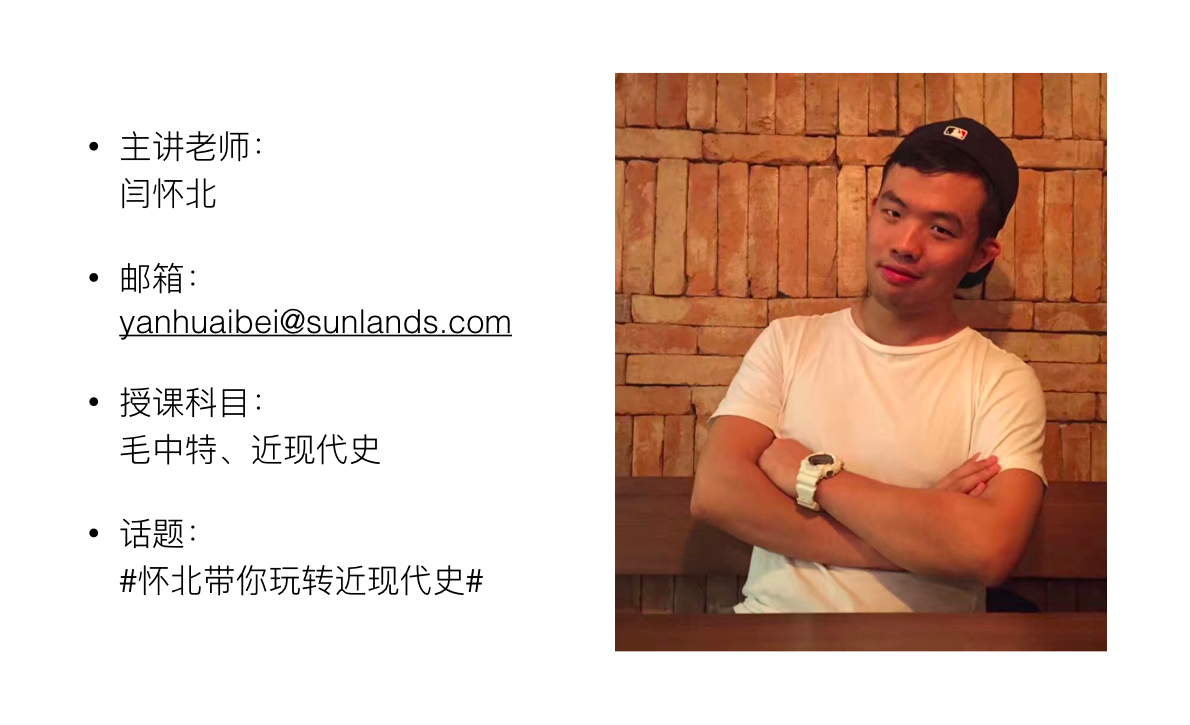 主讲老师：
闫怀北
邮箱：
yanhuaibei@sunlands.com
授课科目：
毛中特、近现代史
话题：
#怀北带你玩转近现代史#